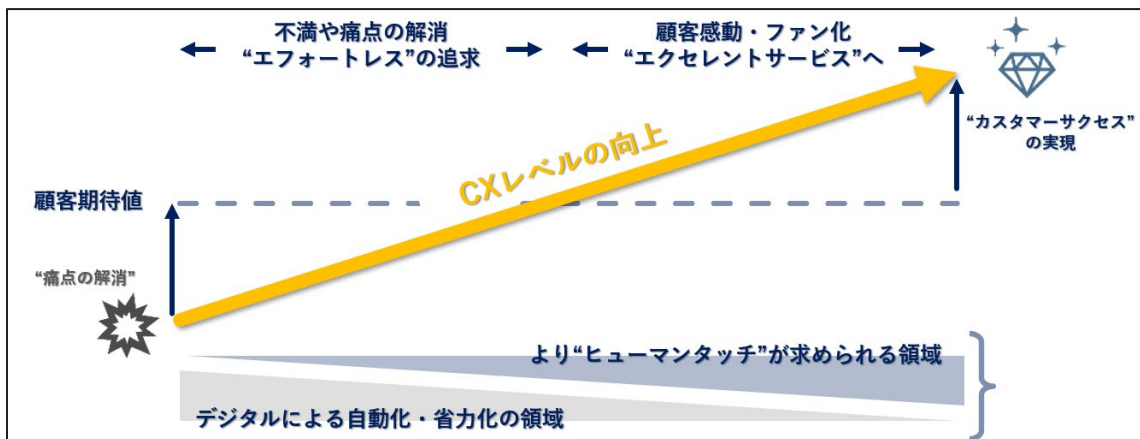 不満や痛点の解消
“エフォートレス”の追求
顧客感動・ファン化
“エクセレントサービス”へ
“カスタマーサクセス”
の実現
CXレベルの向上
顧客期待値
“痛点の解消”
より“ヒューマンタッチ”が求められる領域
デジタルによる自動化・省力化の領域